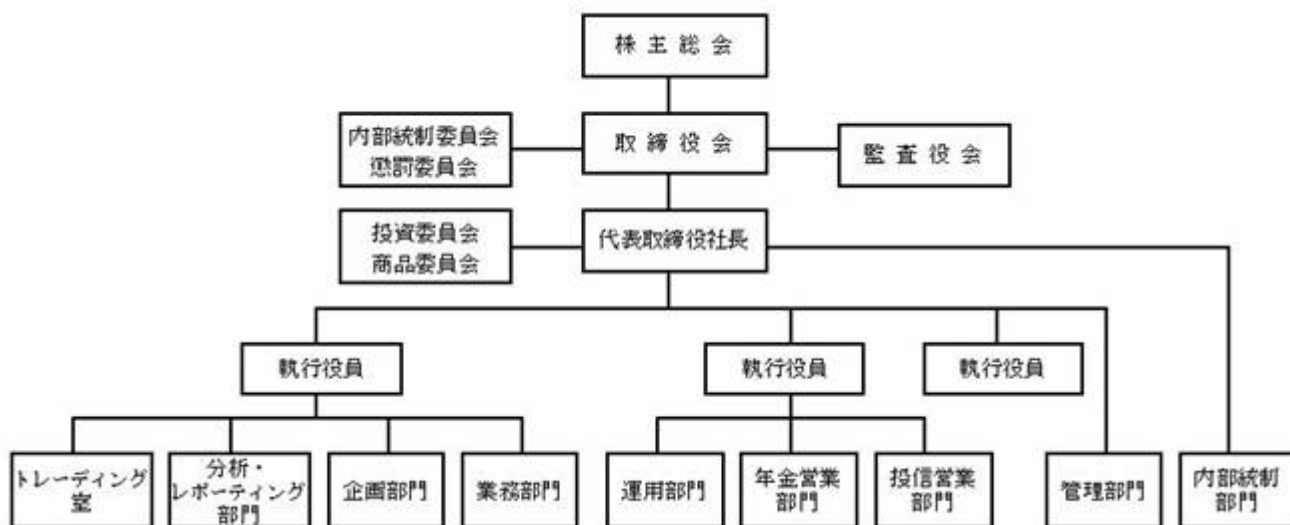 株主総会
内部統制委員会
懲罰委員会
取締役会
監査役会
投資委員会
商品委員会
代表取締役社長
執行役員
執行役員
執行役員
トレーディング
室
分析・
レポーティング
部門
企画部門
業務部門
運用部門
年金営業
部門
投信営業
部門
管理部門
内部統制
部門